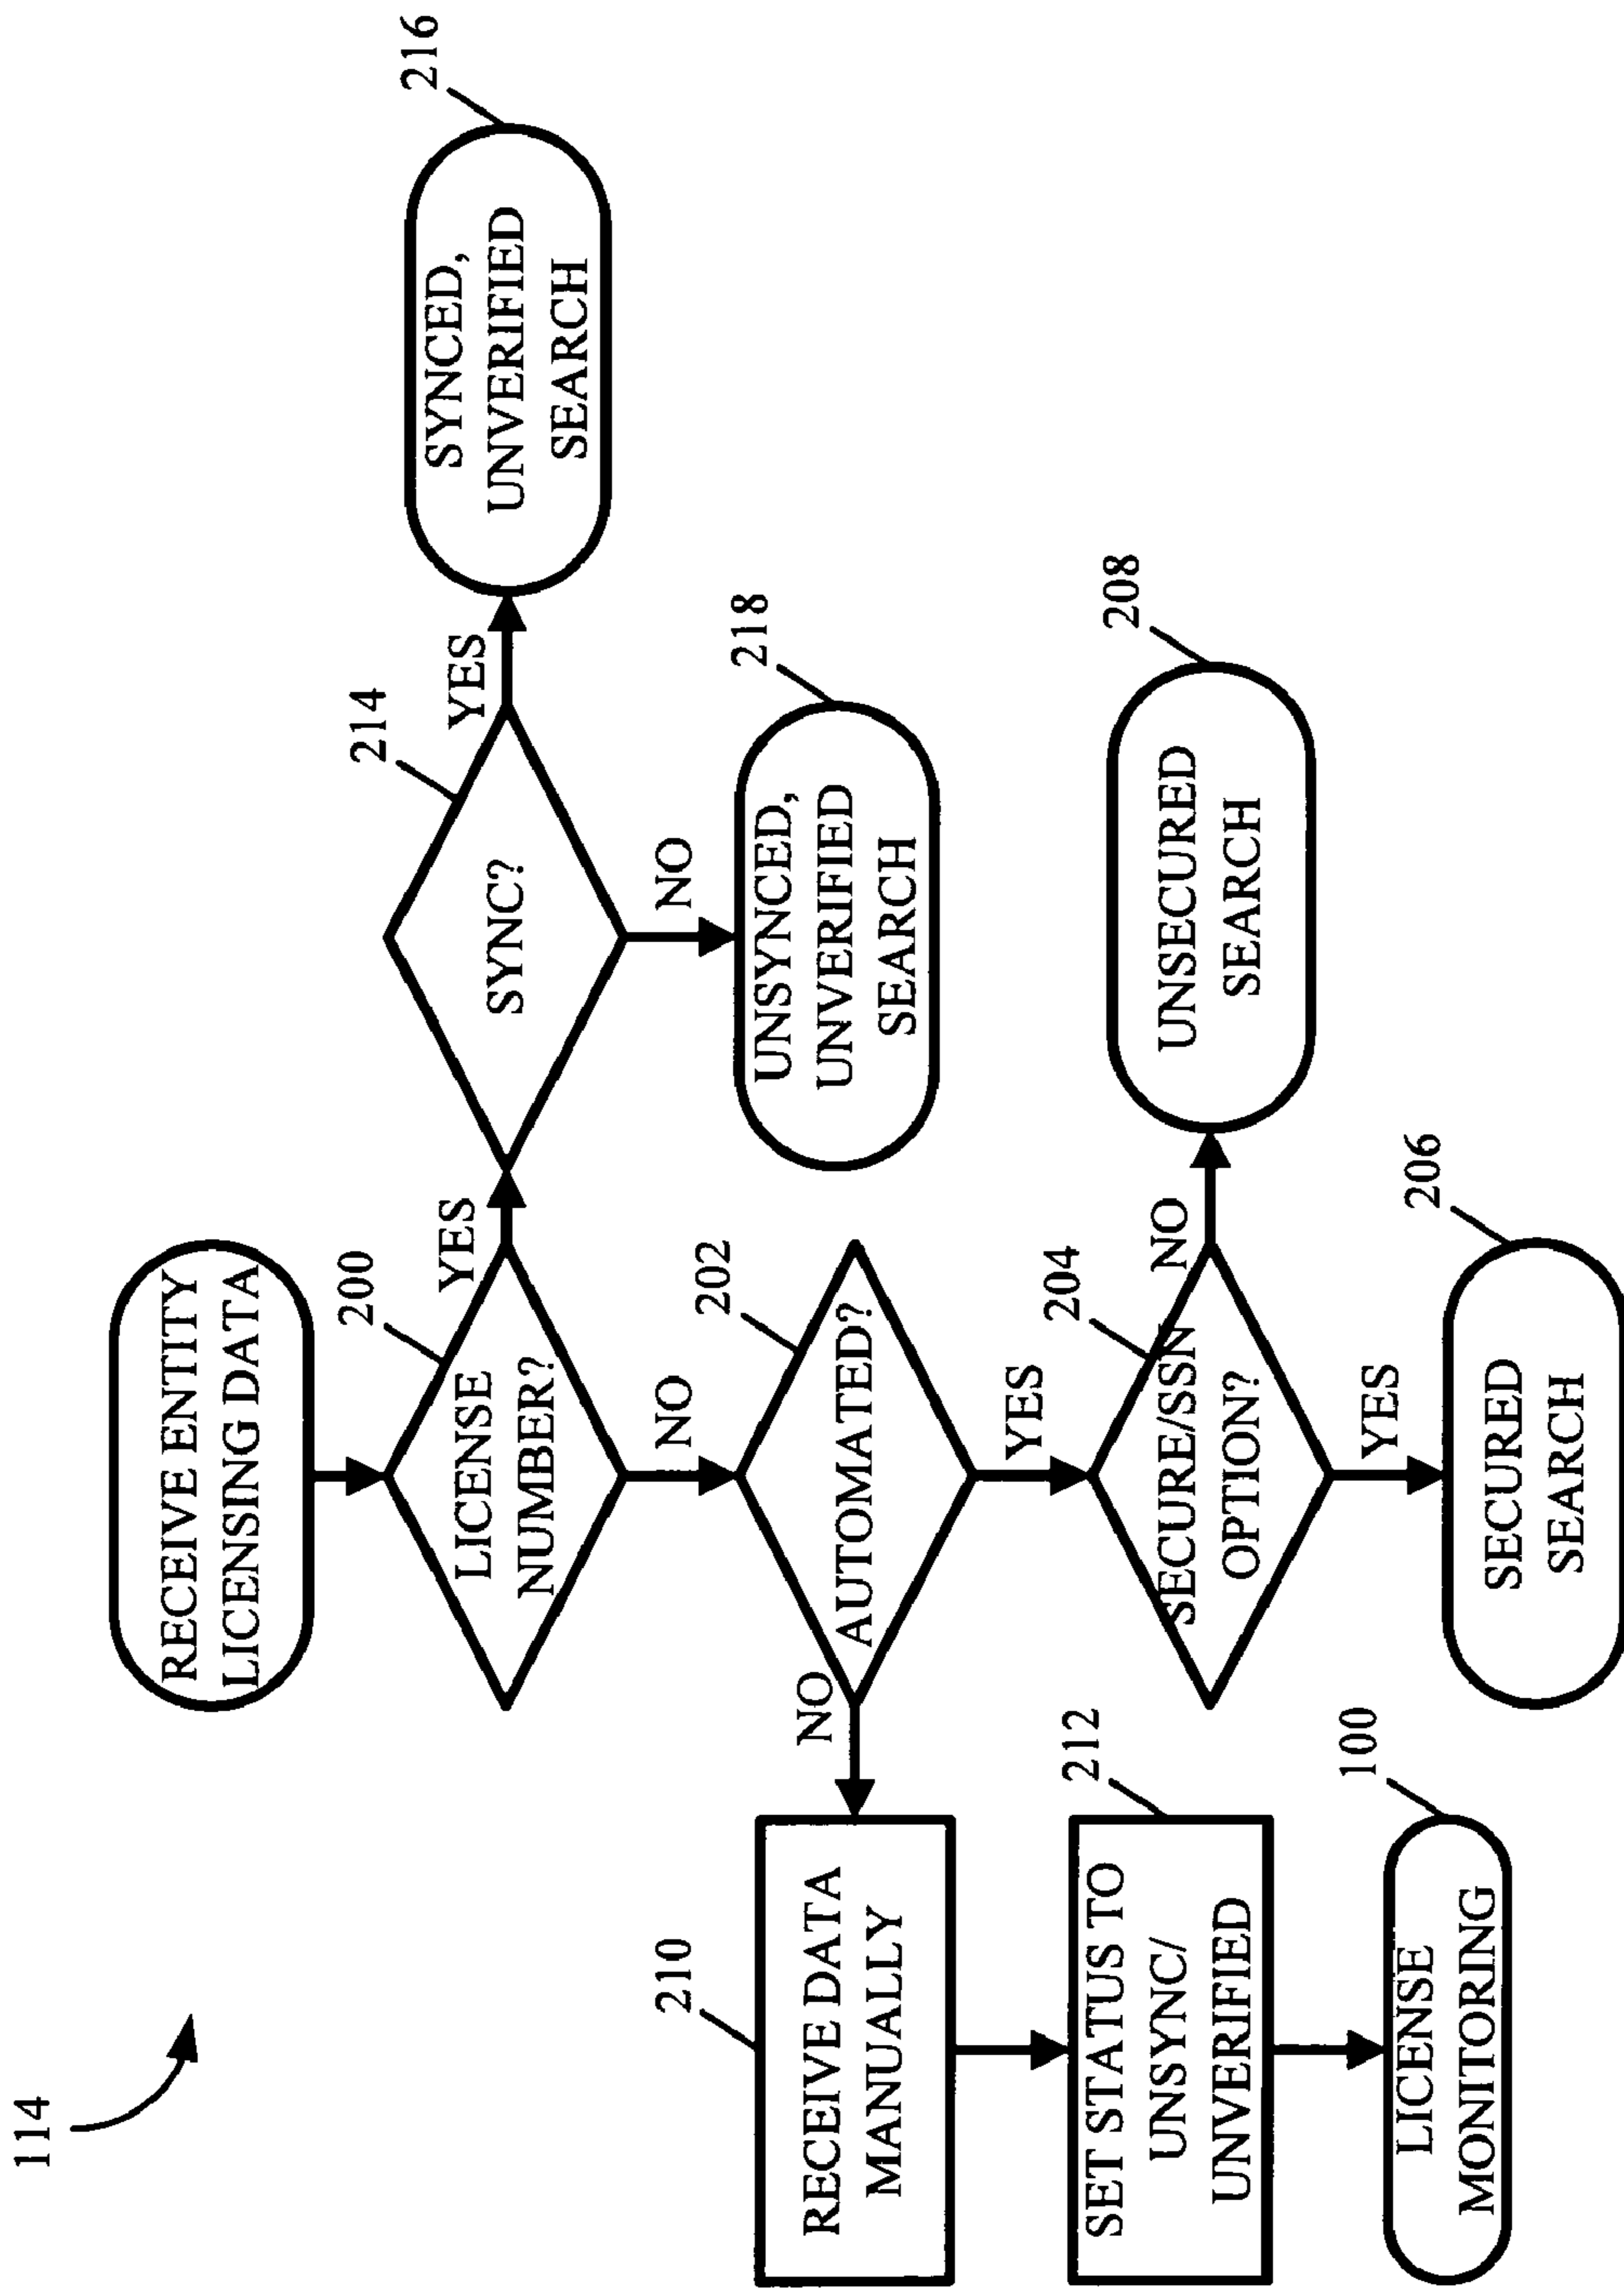 114
RECEIVE ENTITY
LICENSING DATA
200
LICENSE
NUMBER?
YES
214
SYNC?
YES
216
SYNCED,
UNVERIFIED
SEARCH
NO
218
UNSYNCED,
UNVERIFIED
SEARCH
NO
202
AUTOMATED?
NO
210
RECEIVE DATA
MANUALLY
212
SET STATUS TO
UNSYNC/
UNVERIFIED
100
LICENSE
MONITORING
YES
204
SECURE/SSN
OPTION?
NO
208
UNSECURED
SEARCH
YES
206
SECURED
SEARCH